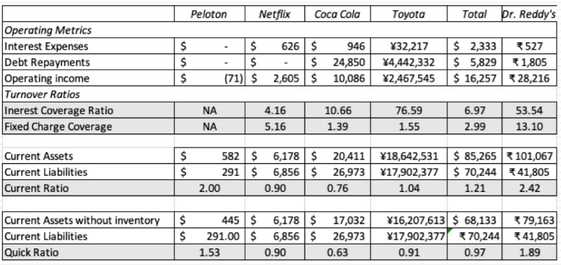 Peloton Netflix Coca Cola Toyota Total Dr. Reddy's
Operating Metrics
Interest Expenses $ - $ 626 $ 946 ¥32,217 $ 2,333 ₹ 527
Debt Repayments $ - $ - $ 24,850 ¥4,442,332 $ 5,829 ₹ 1,805
Operating income $ (71) $ 2,605 $ 10,086 ¥2,467,545 $ 16,257 ₹ 28,216
Turnover Ratios
Inerest Coverage Ratio NA 4.16 10.66 76.59 6.97 53.54
Fixed Charge Coverage NA 5.16 1.39 1.55 2.99 13.10
Current Assets $ 582 $ 6,178 $ 20,411 ¥18,642,531 $ 85,265 ₹ 101,067
Current Liabilities $ 291 $ 6,856 $ 26,973 ¥17,902,377 $ 70,244 ₹ 41,805
Current Ratio 2.00 0.90 0.76 1.04 1.21 2.42
Current Assets without inventory $ 445 $ 6,178 $ 17,032 ¥16,207,613 $ 68,133 ₹ 79,163
Current Liabilities $ 291.00 $ 6,856 $ 26,973 ¥17,902,377 ₹ 70,244 ₹ 41,805
Quick Ratio 1.53 0.90 0.63 0.91 0.97 1.89